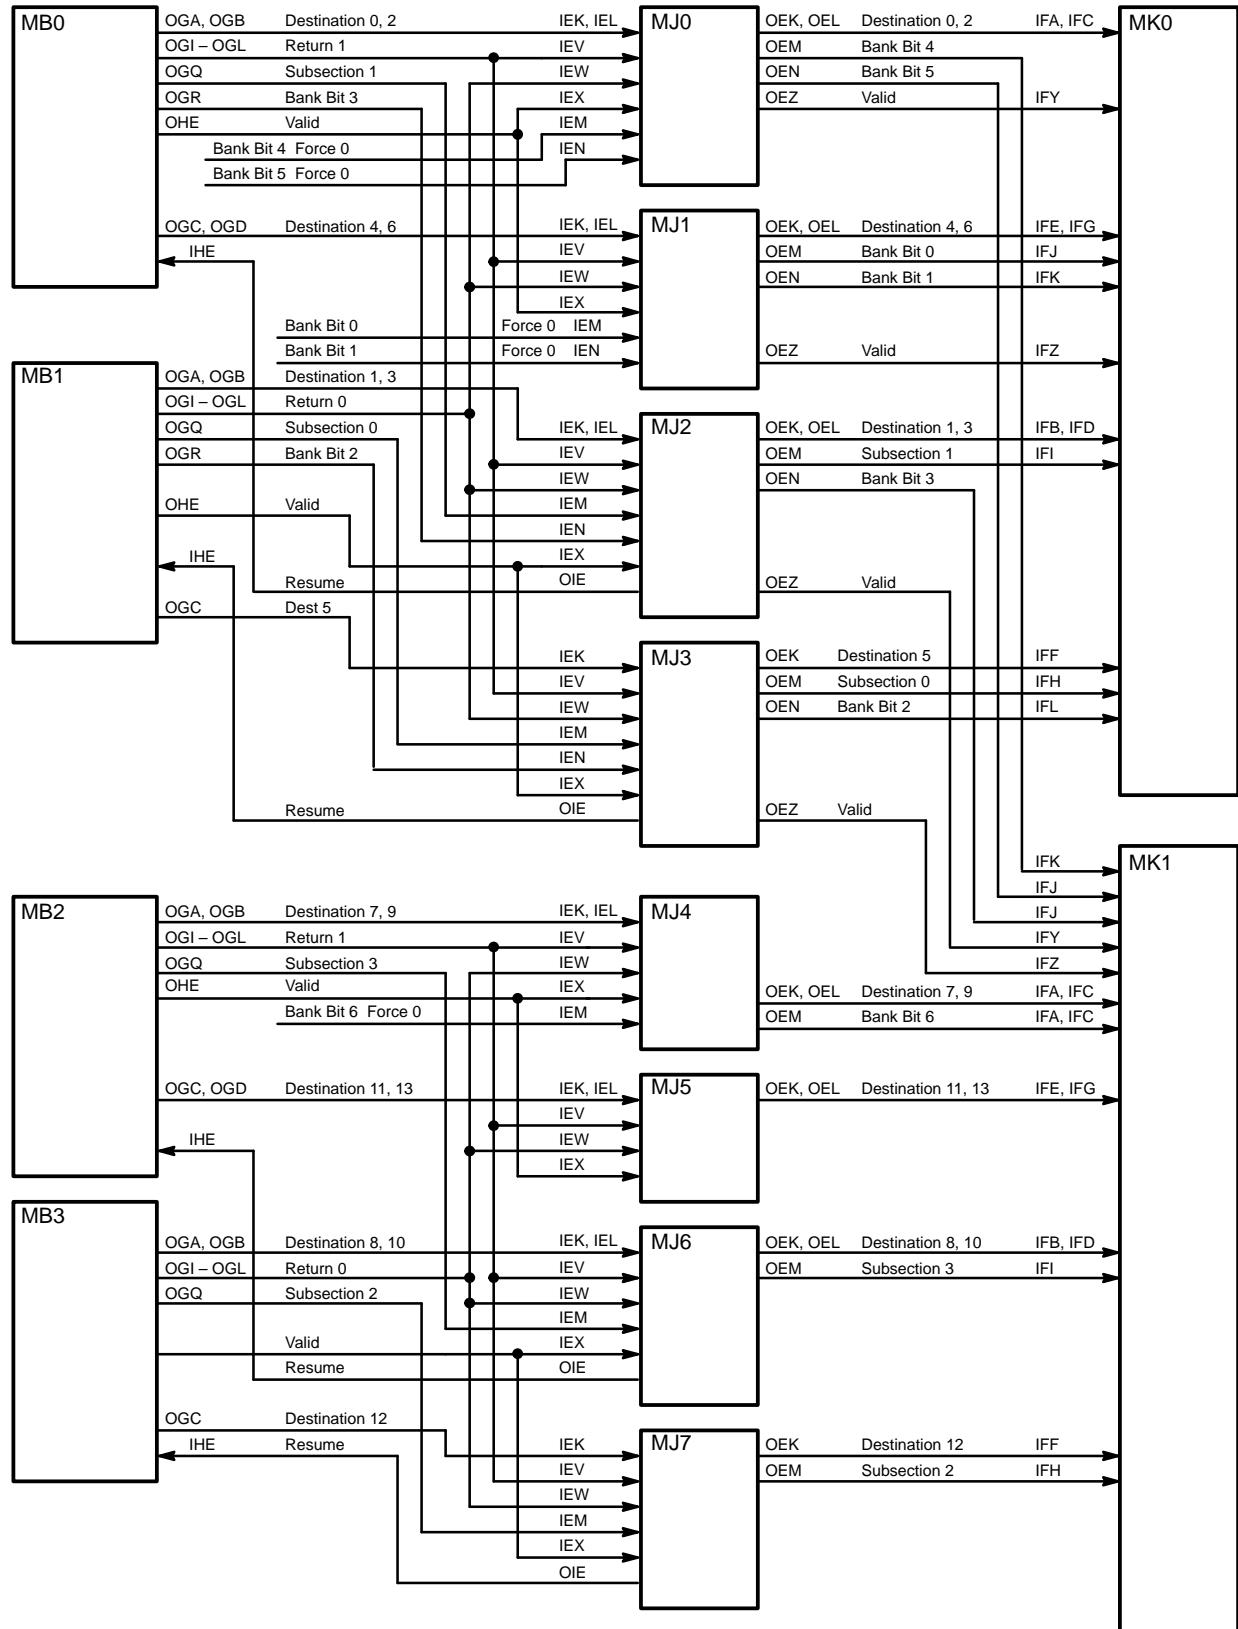 MB0
OGA, OGB Destination 0, 2 IEK, IEL MJ0 OEK, OEL Destination 0, 2 IFA, IFC MK0
OGI – OGL Return 1 IEV OEM Bank Bit 4
OGQ Subsection 1 IEW OEN Bank Bit 5
OGR Bank Bit 3 IEX OEZ Valid IFY
OHE Valid IEM
Bank Bit 4 Force 0 IEN
Bank Bit 5 Force 0
OGC, OGD Destination 4, 6 IEK, IEL MJ1 OEK, OEL Destination 4, 6 IFE, IFG
IHE IEV OEM Bank Bit 0 IFJ
IEW OEN Bank Bit 1 IFK
IEX
Bank Bit 0 Force 0 IEM
Bank Bit 1 Force 0 IEN OEZ Valid IFZ
MB1
OGA, OGB Destination 1, 3
OGI – OGL Return 0
OGQ Subsection 0 IEK, IEL MJ2 OEK, OEL Destination 1, 3 IFB, IFD
OGR Bank Bit 2 IEV OEM Subsection 1 IFI
IEW OEN Bank Bit 3
OHE Valid IEM
IEN
IHE IEX
Resume OIE OEZ Valid
OGC Dest 5
IEK MJ3 OEK Destination 5 IFF
IEV OEM Subsection 0 IFH
IEW OEN Bank Bit 2 IFL
IEM
IEN
IEX
Resume OIE OEZ Valid
IFK MK1
IFJ
MB2
OGA, OGB Destination 7, 9 IEK, IEL MJ4 IFJ
OGI – OGL Return 1 IEV IFY
OGQ Subsection 3 IEW IFZ
OHE Valid IEX OEK, OEL Destination 7, 9 IFA, IFC
Bank Bit 6 Force 0 IEM OEM Bank Bit 6 IFA, IFC
OGC, OGD Destination 11, 13 IEK, IEL MJ5 OEK, OEL Destination 11, 13 IFE, IFG
IEV
IHE IEW
IEX
MB3
OGA, OGB Destination 8, 10 IEK, IEL MJ6 OEK, OEL Destination 8, 10 IFB, IFD
OGI – OGL Return 0 IEV OEM Subsection 3 IFI
OGQ Subsection 2 IEW
IEM
Valid IEX
Resume OIE
OGC Destination 12
IHE Resume IEK MJ7 OEK Destination 12 IFF
IEV OEM Subsection 2 IFH
IEW
IEM
IEX
OIE